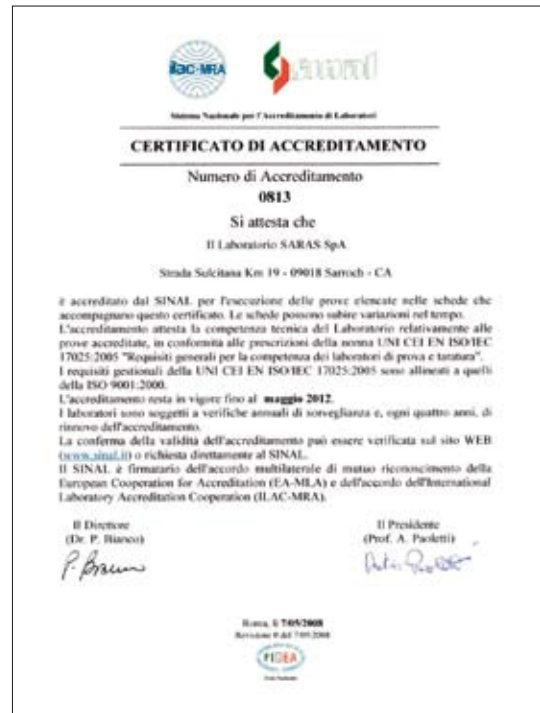 ilac-MRA
Sistema Nazionale per l'Accreditamento di Laboratori
CERTIFICATO DI ACCREDITAMENTO
Numero di Accreditamento
0813
Si attesta che
Il Laboratorio SARAS SpA
Strada Sulcitana Km 19 - 09018 Sarroch - CA
è accreditato dal SINAL per l'esecuzione delle prove elencate nelle schede che
accompagnano questo certificato. Le schede possono subire variazioni nel tempo.
L'accreditamento attesta la competenza tecnica del Laboratorio relativamente alle
prove accreditate, in conformità alle prescrizioni della norma UNI CEI EN ISO/IEC
17025:2005 "Requisiti generali per la competenza dei laboratori di prova e taratura".
I requisiti gestionali della UNI CEI EN ISO/IEC 17025:2005 sono allineati a quelli
della ISO 9001:2000.
L'accreditamento resta in vigore fino al maggio 2012.
I laboratori sono soggetti a verifiche annuali di sorveglianza e, ogni quattro anni, di
rinnovo dell'accreditamento.
La conferma della validità dell'accreditamento può essere verificata sul sito WEB
(www.sinal.it) o richiesta direttamente al SINAL.
Il SINAL è firmatario dell'accordo multilaterale di mutuo riconoscimento della
European Cooperation for Accreditation (EA-MLA) e dell'accordo dell'International
Laboratory Accreditation Cooperation (ILAC-MRA).
Il Direttore
(Dr. P. Bianco)
P. Bianco
Il Presidente
(Prof. A. Paoletti)
Roma, li 7/05/2008
Revisione 0 del 7/05/2008
FIDEA